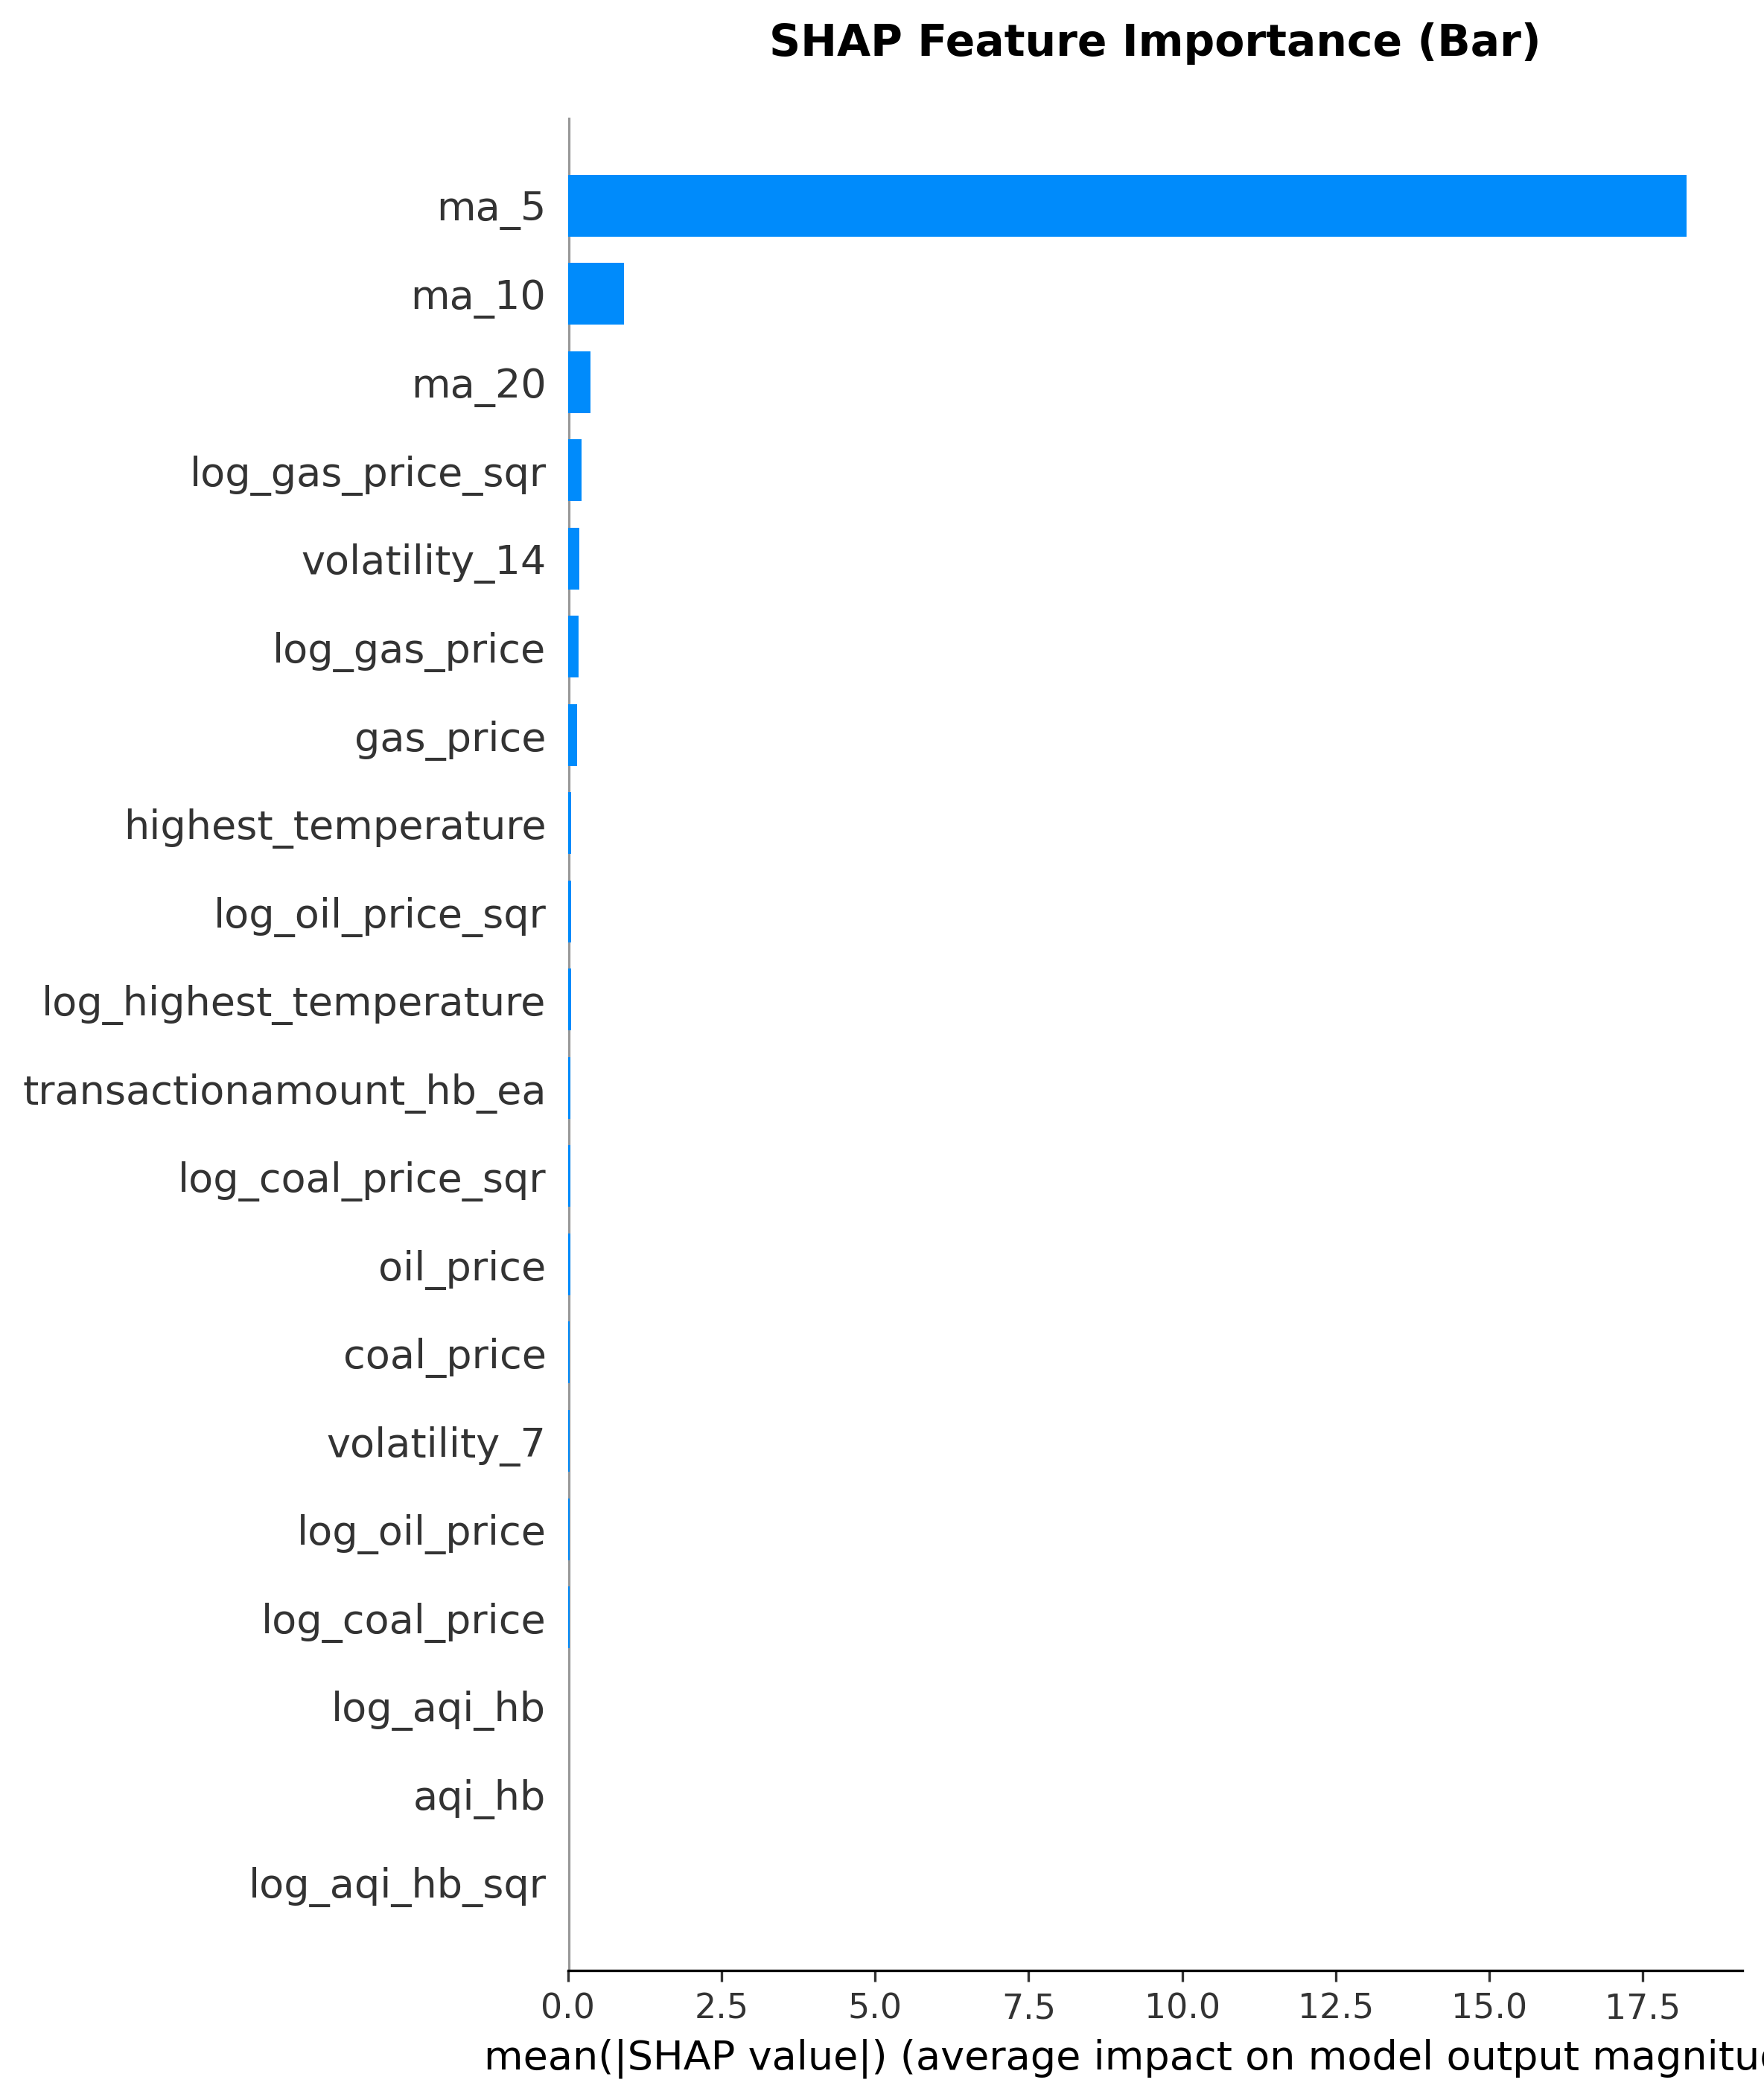 SHAP Feature Importance (Bar)
ma_5
ma_10
ma_20
log_gas_price_sqr
volatility_14
log_gas_price
gas_price
highest_temperature
log_oil_price_sqr
log_highest_temperature
transactionamount_hb_ea
log_coal_price_sqr
oil_price
coal_price
volatility_7
log_oil_price
log_coal_price
log_aqi_hb
aqi_hb
log_aqi_hb_sqr
0.0 2.5 5.0 7.5 10.0 12.5 15.0 17.5
mean(|SHAP value|) (average impact on model output